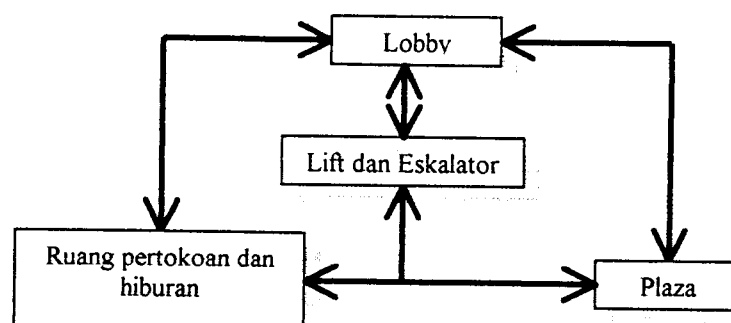 Lobby
Lift dan Eskalator
Ruang pertokoan dan
hiburan
Plaza